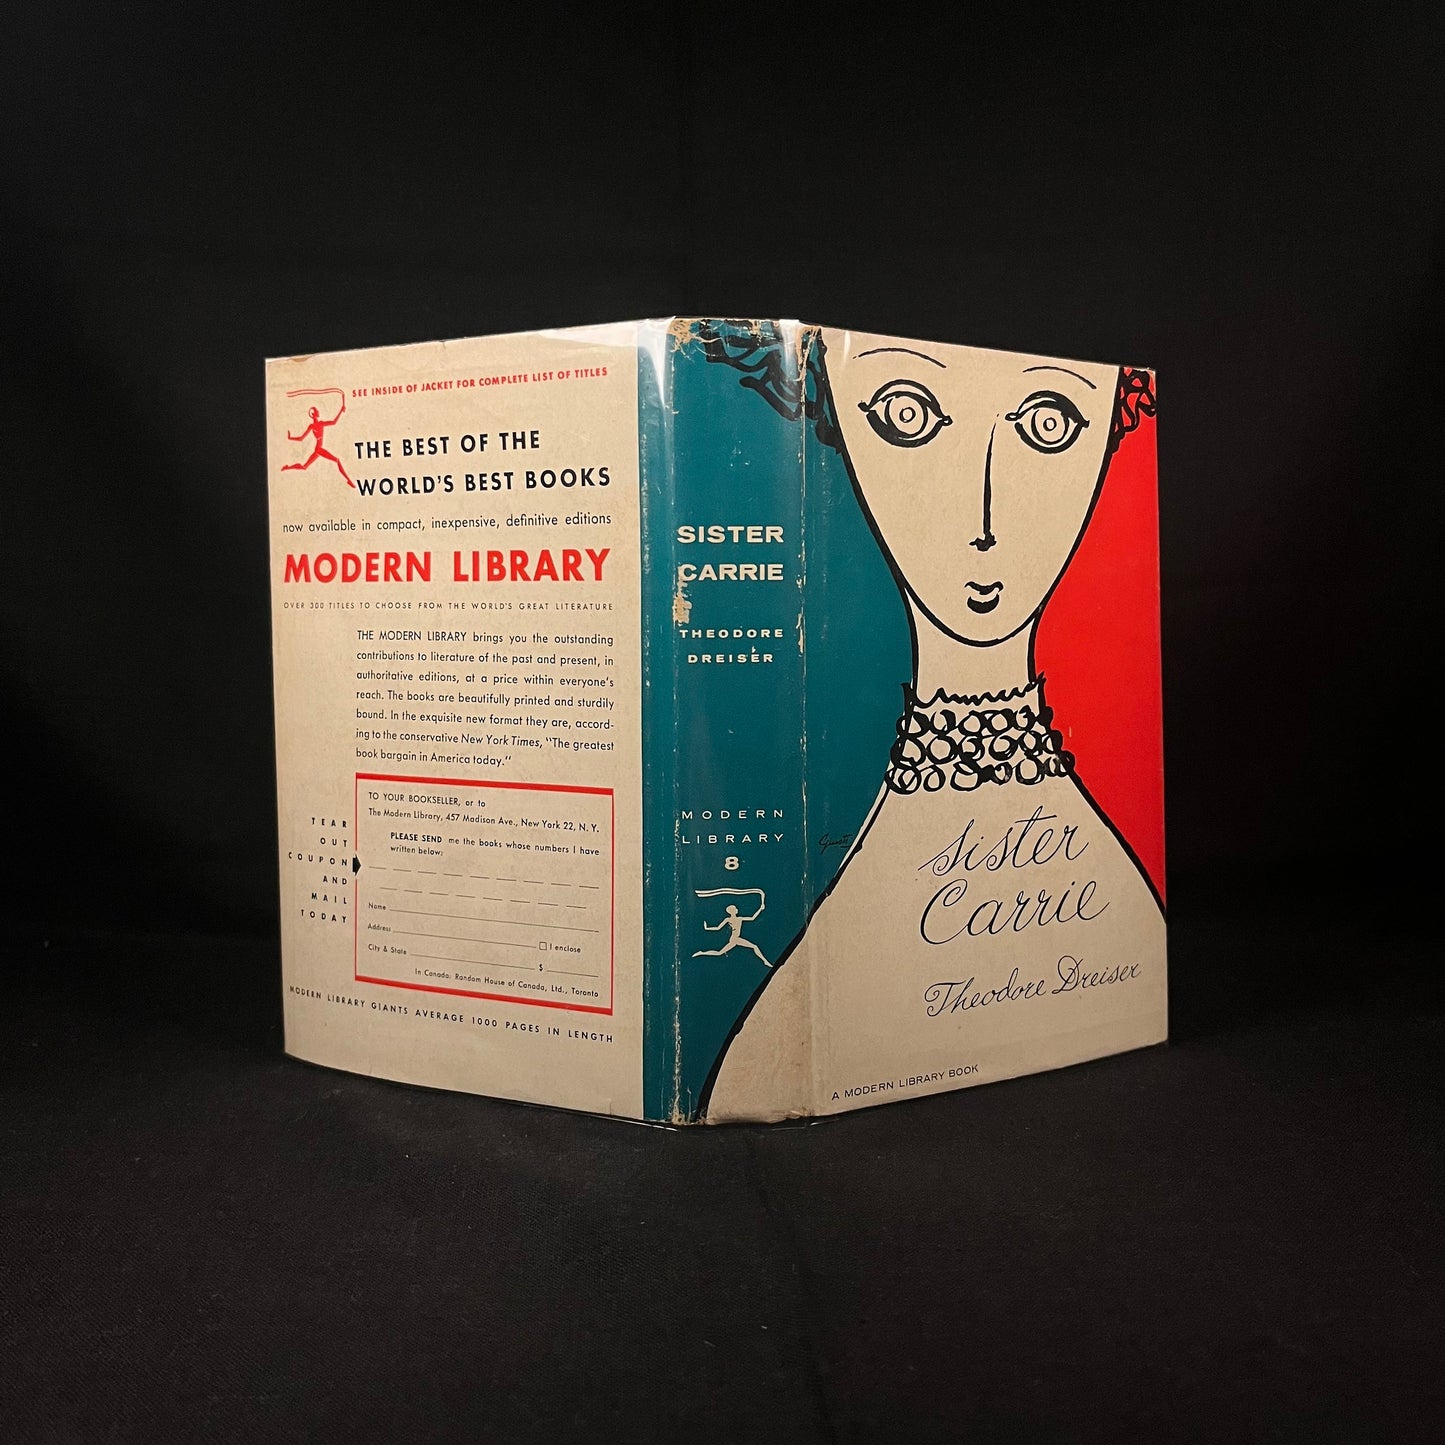 SEE INSIDE OF JACKET FOR COMPLETE LIST OF TITLES
THE BEST OF THE
WORLD'S BEST BOOKS
now available in compact, inexpensive, definitive editions
MODERN LIBRARY
OVER 300 TITLES TO CHOOSE FROM THE WORLD'S GREAT LITERATURE
THE MODERN LIBRARY brings you the outstanding
contributions to literature of the past and present, in
authoritative editions, at a price within everyone's
reach. The books are beautifully printed and sturdily
bound. In the exquisite new format they are, accord-
ing to the conservative New York Times, "The greatest
book bargain in America today."
TEAR
OUT
COUPON
AND
MAIL
TODAY
TO YOUR BOOKSELLER, or to
The Modern Library, 457 Madison Ave., New York 22, N. Y.
PLEASE SEND me the books whose numbers I have
written below:
Name
Address
I enclose
City & State
$
In Canada: Random House of Canada, Ltd., Toronto
MODERN LIBRARY GIANTS AVERAGE 1000 PAGES IN LENGTH
SISTER
CARRIE
THEODORE
DREISER
MODERN
LIBRARY
8
Sister
Carrie
Theodore Dreiser
A MODERN LIBRARY BOOK